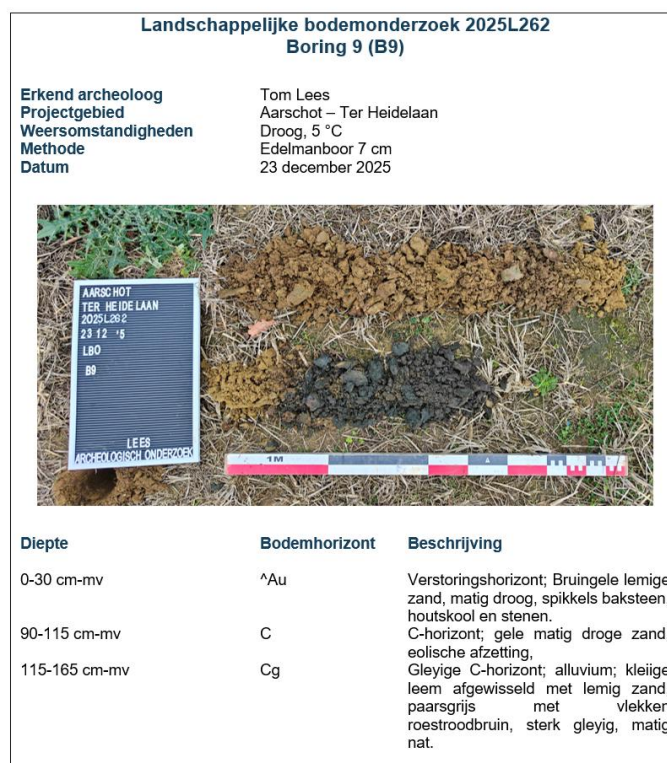 Landschappelijke bodemonderzoek 2025L262
Boring 9 (B9)
Erkend archeoloog Tom Lees
Projectgebied Aarschot – Ter Heidelaan
Weersomstandigheden Droog, 5 °C
Methode Edelmanboor 7 cm
Datum 23 december 2025
AARSCHOT
TER HEIDELAAN
2025L262
23 12 '5
LBO
B9
LEES
ARCHEOLOGISCH ONDERZOEK
1M
Diepte Bodemhorizont Beschrijving
0-30 cm-mv ^Au Verstoringshorizont; Bruingele lemige
zand, matig droog, spikkels baksteen,
houtskool en stenen.
90-115 cm-mv C C-horizont; gele matig droge zand,
eolische afzetting,
115-165 cm-mv Cg Gleyige C-horizont; alluvium; kleiige
leem afgewisseld met lemig zand,
paarsgrijs met vlekken
roestroodbruin, sterk gleyig, matig
nat.